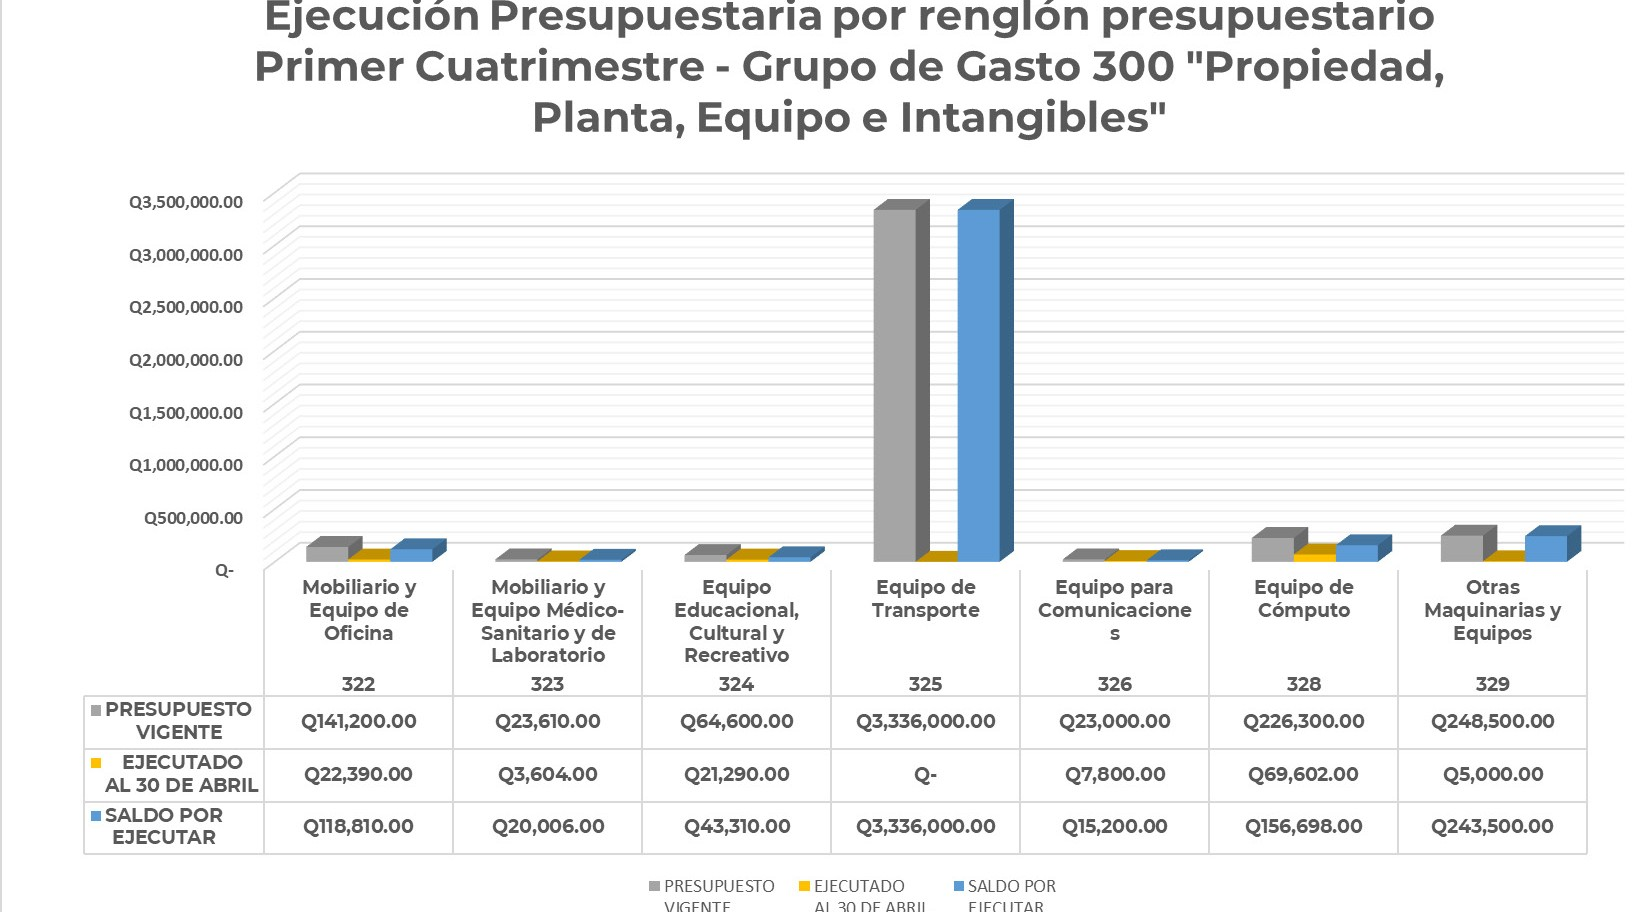 Ejecución Presupuestaria por renglón presupuestario
Primer Cuatrimestre - Grupo de Gasto 300 "Propiedad,
Planta, Equipo e Intangibles"
Q3,500,000.00
Q3,000,000.00
Q2,500,000.00
Q2,000,000.00
Q1,500,000.00
Q1,000,000.00
Q500,000.00
Q-
Mobiliario y
Equipo de
Oficina
322
Mobiliario y
Equipo Médico-
Sanitario y de
Laboratorio
323
Equipo
Educacional,
Cultural y
Recreativo
324
Equipo de
Transporte
325
Equipo para
Comunicacione
s
326
Equipo de
Cómputo
328
Otras
Maquinarias y
Equipos
329
PRESUPUESTO
VIGENTE
Q141,200.00 Q23,610.00 Q64,600.00 Q3,336,000.00 Q23,000.00 Q226,300.00 Q248,500.00
EJECUTADO
AL 30 DE ABRIL
Q22,390.00 Q3,604.00 Q21,290.00 Q- Q7,800.00 Q69,602.00 Q5,000.00
SALDO POR
EJECUTAR
Q118,810.00 Q20,006.00 Q43,310.00 Q3,336,000.00 Q15,200.00 Q156,698.00 Q243,500.00
PRESUPUESTO
VIGENTE
EJECUTADO
AL 30 DE ABRIL
SALDO POR
EJECUTAR